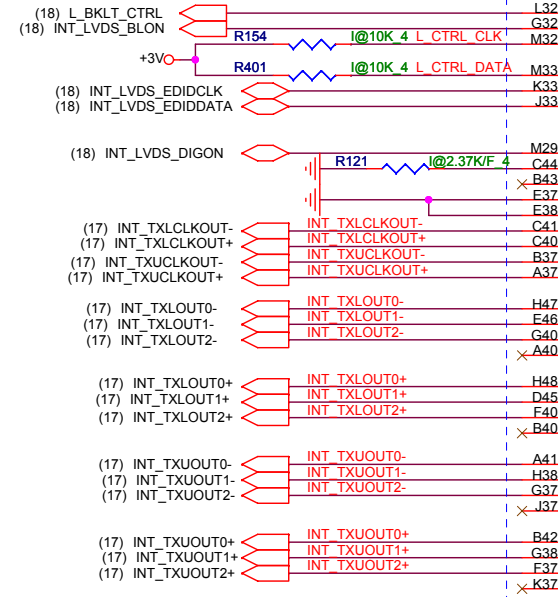 (18) L_BKLT_CTRL L32
(18) INT_LVDS_BLON G32
R154 I@10K_4 L_CTRL_CLK M32
+3V
R401 I@10K_4 L_CTRL_DATA M33
(18) INT_LVDS_EDIDCLK K33
(18) INT_LVDS_EDIDDATA J33
(18) INT_LVDS_DIGON M29
R121 I@2.37K/F_4 C44
B43
E37
E38
(17) INT_TXLCLKOUT- INT_TXLCLKOUT- C41
(17) INT_TXLCLKOUT+ INT_TXLCLKOUT+ C40
(17) INT_TXUCLKOUT- INT_TXUCLKOUT- B37
(17) INT_TXUCLKOUT+ INT_TXUCLKOUT+ A37
(17) INT_TXLOUT0- INT_TXLOUT0- H47
(17) INT_TXLOUT1- INT_TXLOUT1- E46
(17) INT_TXLOUT2- INT_TXLOUT2- G40
A40
(17) INT_TXLOUT0+ INT_TXLOUT0+ H48
(17) INT_TXLOUT1+ INT_TXLOUT1+ D45
(17) INT_TXLOUT2+ INT_TXLOUT2+ F40
B40
(17) INT_TXUOUT0- INT_TXUOUT0- A41
(17) INT_TXUOUT1- INT_TXUOUT1- H38
(17) INT_TXUOUT2- INT_TXUOUT2- G37
J37
(17) INT_TXUOUT0+ INT_TXUOUT0+ B42
(17) INT_TXUOUT1+ INT_TXUOUT1+ G38
(17) INT_TXUOUT2+ INT_TXUOUT2+ F37
K37